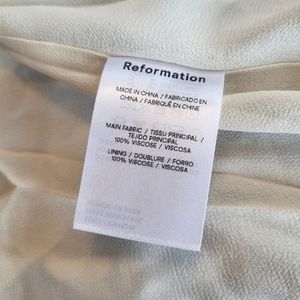 Reformation
MADE IN CHINA / FABRICADO EN
CHINA / FABRIQUÉ EN CHINE
MAIN FABRIC / TISSU PRINCIPAL /
TEJIDO PRINCIPAL
100% VISCOSE / VISCOSA
LINING / DOUBLURE / FORRO
100% VISCOSE / VISCOSA